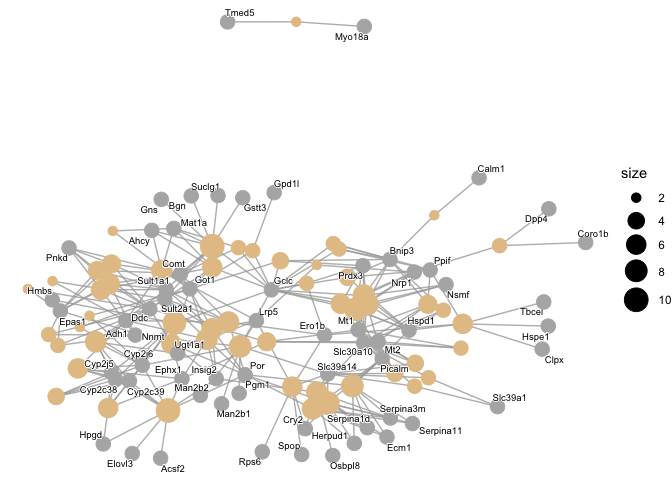 Tmed5
Myo18a
Calm1
size
Suclg1
Gpd1l
2
Gns
Bgn
Gstt3
Dpp4
4
Mat1a
Coro1b
Ahcy
6
Pnkd
Bnip3
Comt
Ppif
8
Sult1a1
Got1
Gclc
Prdx3
Nrp1
Hmbs
Nsmf
10
Sult2a1
Lrp5
Tbcel
Epas1
Ddc
Mt1
Hspd1
Adh1
Nnmt
Ero1b
Hspe1
Ugt1a1
Slc30a10
Mt2
Cyp2j6
Clpx
Cyp2j5
Ephx1
Insig2
Por
Slc39a14
Picalm
Cyp2c38
Cyp2c39
Man2b2
Pgm1
Slc39a1
Man2b1
Serpina3m
Cry2
Serpina1d
Serpina11
Hpgd
Herpud1
Spop
Ecm1
Elovl3
Acsf2
Rps6
Osbpl8